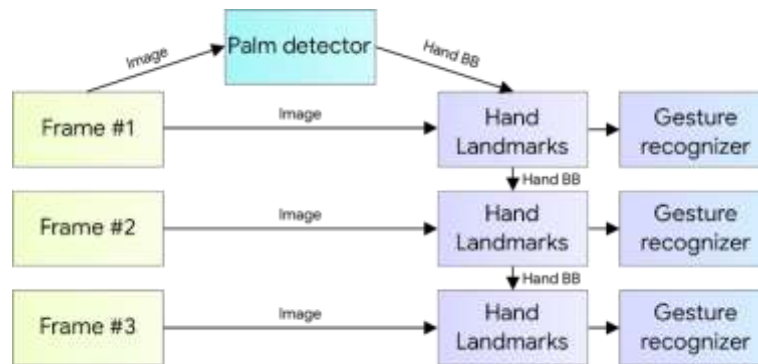 Palm detector
Image
Hand BB
Frame #1
Image
Hand
Landmarks
Gesture
recognizer
Hand BB
Frame #2
Image
Hand
Landmarks
Gesture
recognizer
Hand BB
Frame #3
Image
Hand
Landmarks
Gesture
recognizer